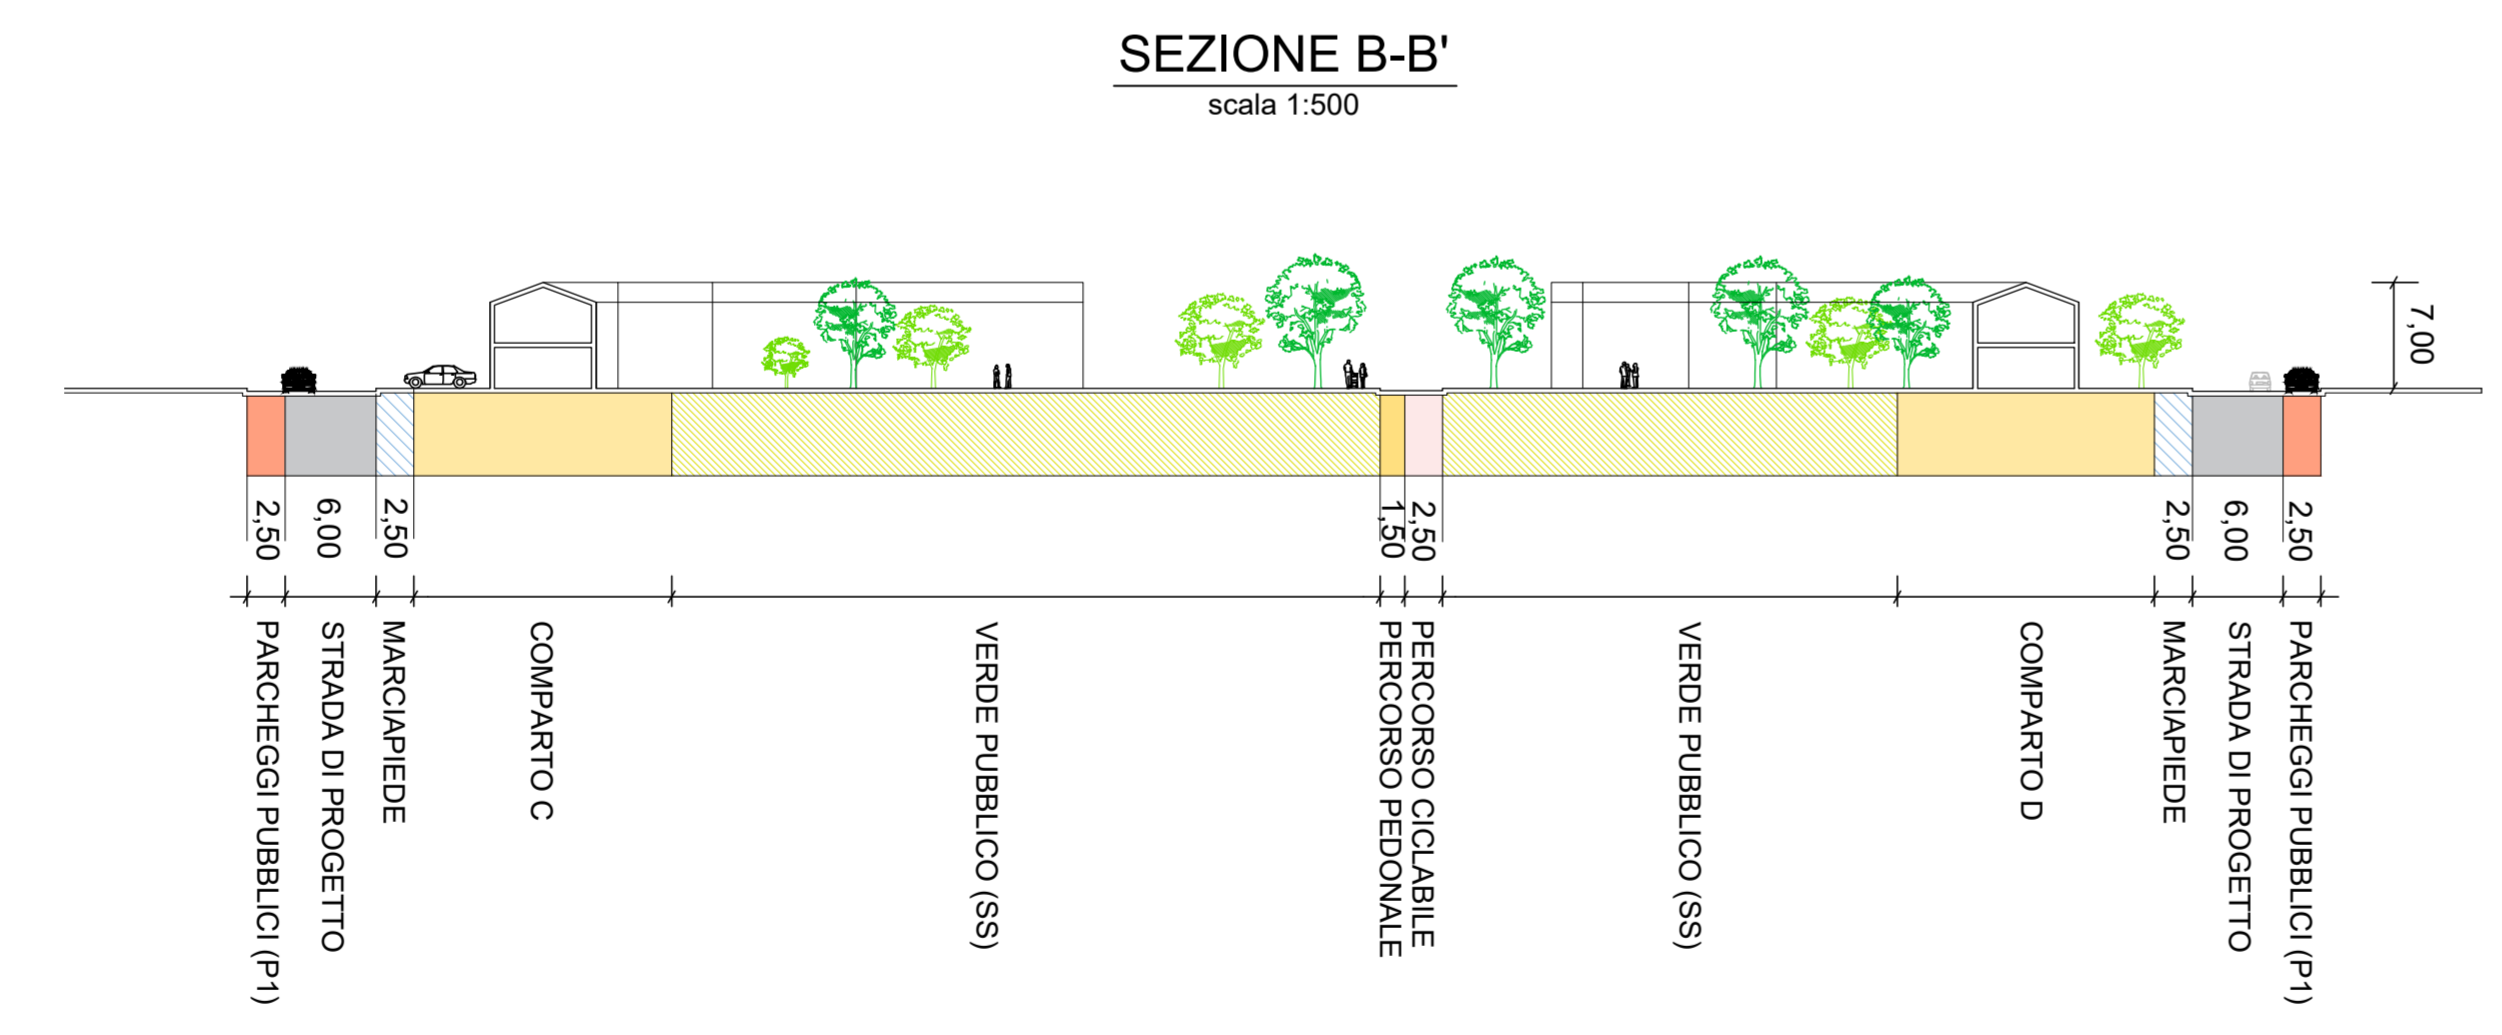 SEZIONE B-B'
scala 1:500
7,00
2,50
6,00
2,50
1,50
2,50
2,50
6,00
2,50
PARCHEGGI PUBBLICI (P1)
STRADA DI PROGETTO
MARCIAPIEDE
COMPARTO C
VERDE PUBBLICO (SS)
PERCORSO PEDONALE
PERCORSO CICLABILE
VERDE PUBBLICO (SS)
COMPARTO D
MARCIAPIEDE
STRADA DI PROGETTO
PARCHEGGI PUBBLICI (P1)